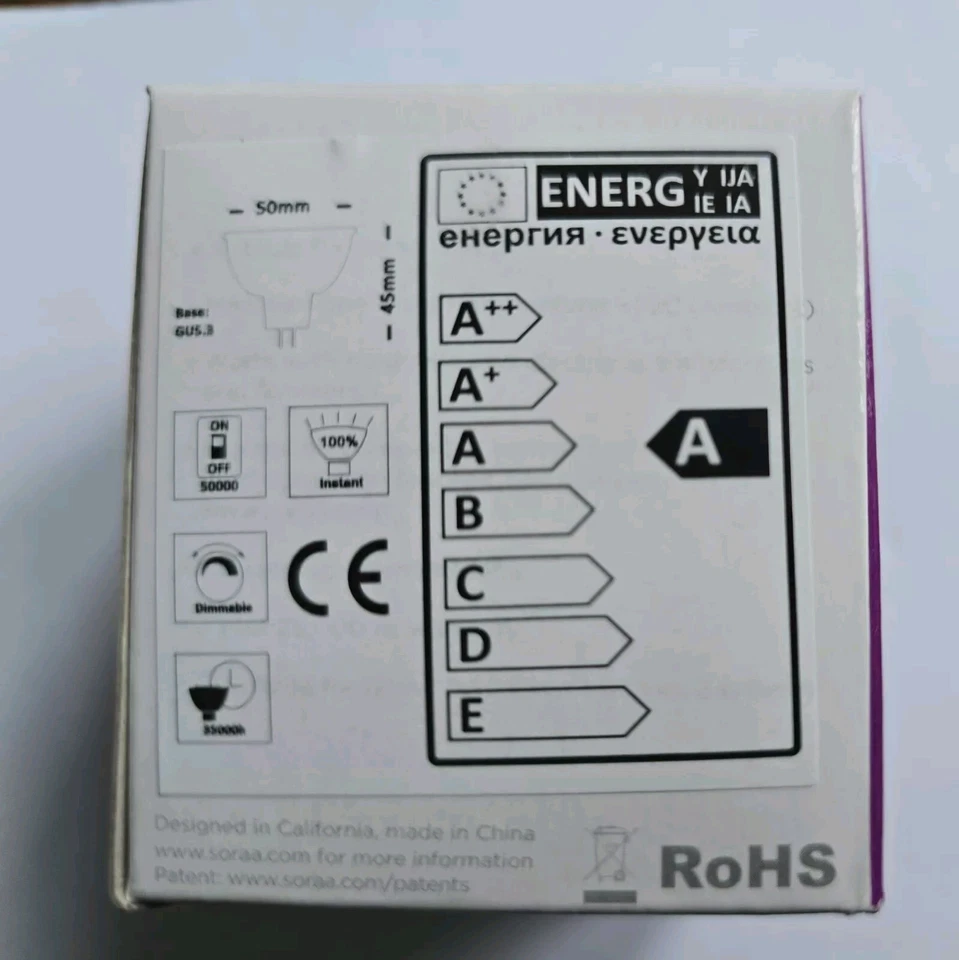 50mm
45mm
Base:
GU5.3
ON
OFF
50000
100%
Instant
Dimmable
35000h
CE
ENERG Y IJA
IE IA
енергия · ενεργεια
A++
A+
A
B
C
D
E
A
Designed in California, made in China
www.soraa.com for more information
Patent: www.soraa.com/patents
RoHS